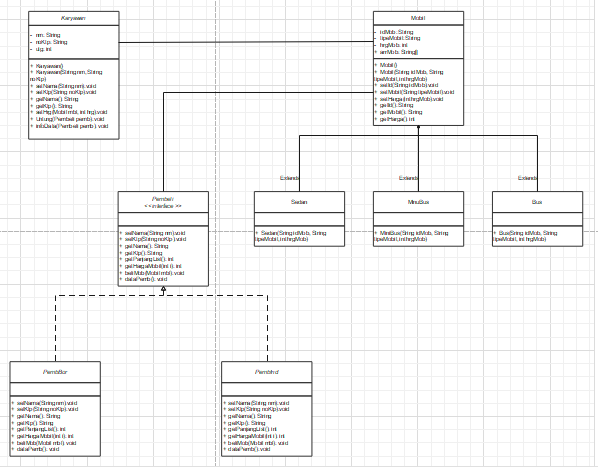 Karyawan
- nm. String
- noKtp. String
- utg. int
+ Karyawan()
+ Karyawan(String nm, String
noKtp)
+ setNama(String nm).void
+ setKtp(String noKtp).void
+ getNama(). String
+ getKtp(). String
+ setHrg(Mobil mbl, int hrg).void
+ Untung(Pembeli pemb).void
+ infoData(Pembeli pemb).void
Mobil
- idMob. String
- tipeMobil. String
- hrgMob. int
+ arrMob. String[]
+ Mobil()
+ Mobil(String idMob, String
tipeMobil, int hrgMob)
+ setId(String idMob).void
+ setMobil(String tipeMobil).void
+ setHarga(int hrgMob).void
+ getId(). String
+ getMobil(). String
+ getHarga(). int
Extends
Extends
Extends
Pembeli
<<interface >>
+ setNama(String nm).void
+ setKtp(String noKtp).void
+ getNama(). String
+ getKtp(). String
+ getPanjangList(). int
+ getHargaMobil(int i). int
+ beliMobil(Mobil mbl).void
+ dataPemb(). void
Sedan
+ Sedan(String idMob, String
tipeMobil, int hrgMob)
MiniBus
+ MiniBus(String idMob, String
tipeMobil, int hrgMob)
Bus
+ Bus(String idMob, String
tipeMobil, int hrgMob)
PembBar
+ setNama(String nm).void
+ setKtp(String noKtp).void
+ getNama(). String
+ getKtp(). String
+ getPanjangList(). int
+ getHargaMobil(int i). int
+ beliMob(Mobil mbl).void
+ dataPemb(). void
PembInd
+ setNama(String nm).void
+ setKtp(String noKtp).void
+ getNama(). String
+ getKtp(). String
+ getPanjangList(). int
+ getHargaMobil(int i). int
+ beliMob(Mobil mbl).void
+ dataPemb(). void